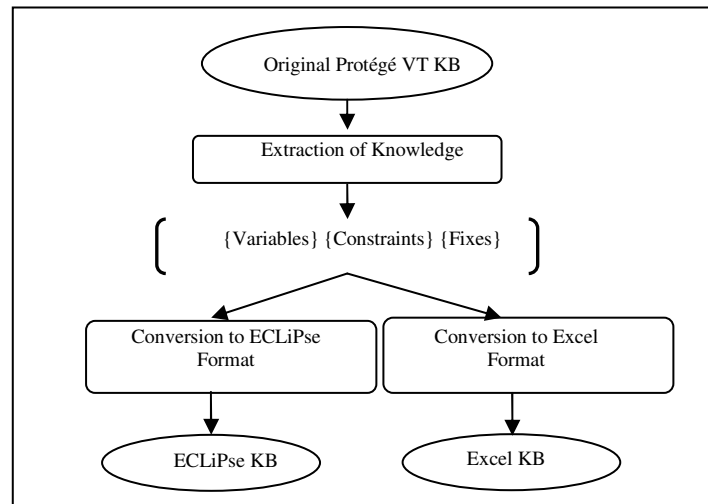 Original Protégé VT KB
Extraction of Knowledge
{Variables} {Constraints} {Fixes}
Conversion to ECLiPse
Format
Conversion to Excel
Format
ECLiPse KB
Excel KB